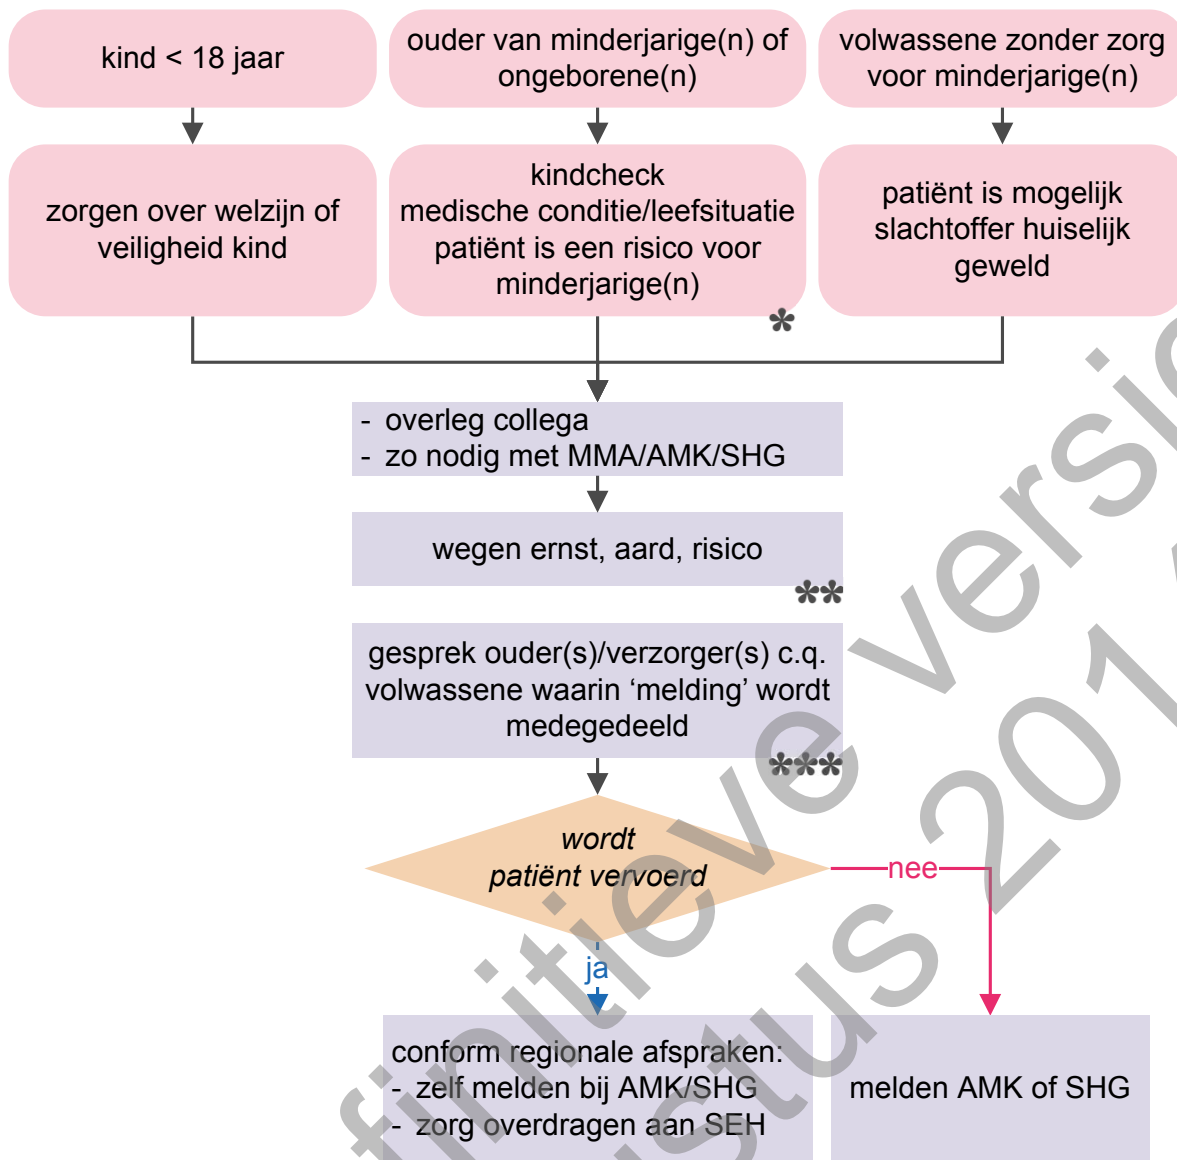 kind < 18 jaar
ouder van minderjarige(n) of
ongeborene(n)
volwassene zonder zorg
voor minderjarige(n)
zorgen over welzijn of
veiligheid kind
kindcheck
medische conditie/leefsituatie
patiënt is een risico voor
minderjarige(n)
*
patiënt is mogelijk
slachtoffer huiselijk
geweld
- overleg collega
- zo nodig met MMA/AMK/SHG
wegen ernst, aard, risico
**
gesprek ouder(s)/verzorger(s) c.q.
volwassene waarin ‘melding’ wordt
medegedeeld
***
wordt
patiënt vervoerd
nee
ja
conform regionale afspraken:
- zelf melden bij AMK/SHG
- zorg overdragen aan SEH
melden AMK of SHG